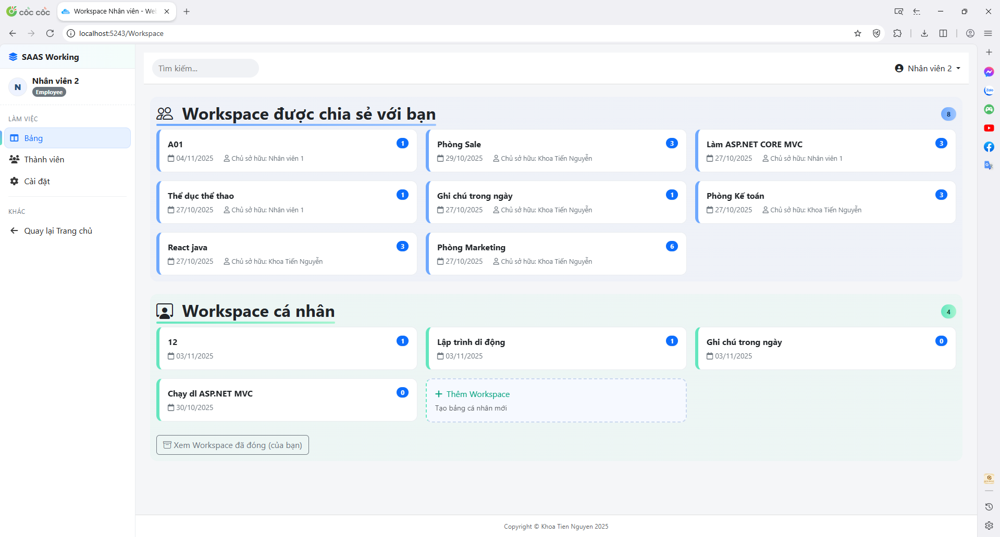 cốc cốc
Workspace Nhân viên - Web
localhost:5243/Workspace
SAAS Working
N
Nhân viên 2
Employee
LÀM VIỆC
Bảng
Thành viên
Cài đặt
KHÁC
Quay lại Trang chủ
Tìm kiếm...
Nhân viên 2
Workspace được chia sẻ với bạn
8
A01
1
04/11/2025 Chủ sở hữu: Nhân viên 1
Phòng Sale
3
29/10/2025 Chủ sở hữu: Khoa Tiến Nguyễn
Làm ASP.NET CORE MVC
3
27/10/2025 Chủ sở hữu: Nhân viên 1
Thể dục thể thao
1
27/10/2025 Chủ sở hữu: Nhân viên 1
Ghi chú trong ngày
1
27/10/2025 Chủ sở hữu: Khoa Tiến Nguyễn
Phòng Kế toán
3
27/10/2025 Chủ sở hữu: Khoa Tiến Nguyễn
React java
3
27/10/2025 Chủ sở hữu: Khoa Tiến Nguyễn
Phòng Marketing
6
27/10/2025 Chủ sở hữu: Khoa Tiến Nguyễn
Workspace cá nhân
4
12
1
03/11/2025
Lập trình di động
1
03/11/2025
Ghi chú trong ngày
0
03/11/2025
Chạy dl ASP.NET MVC
0
30/10/2025
Thêm Workspace
Tạo bảng cá nhân mới
Xem Workspace đã đóng (của bạn)
Copyright © Khoa Tien Nguyen 2025
Zalo